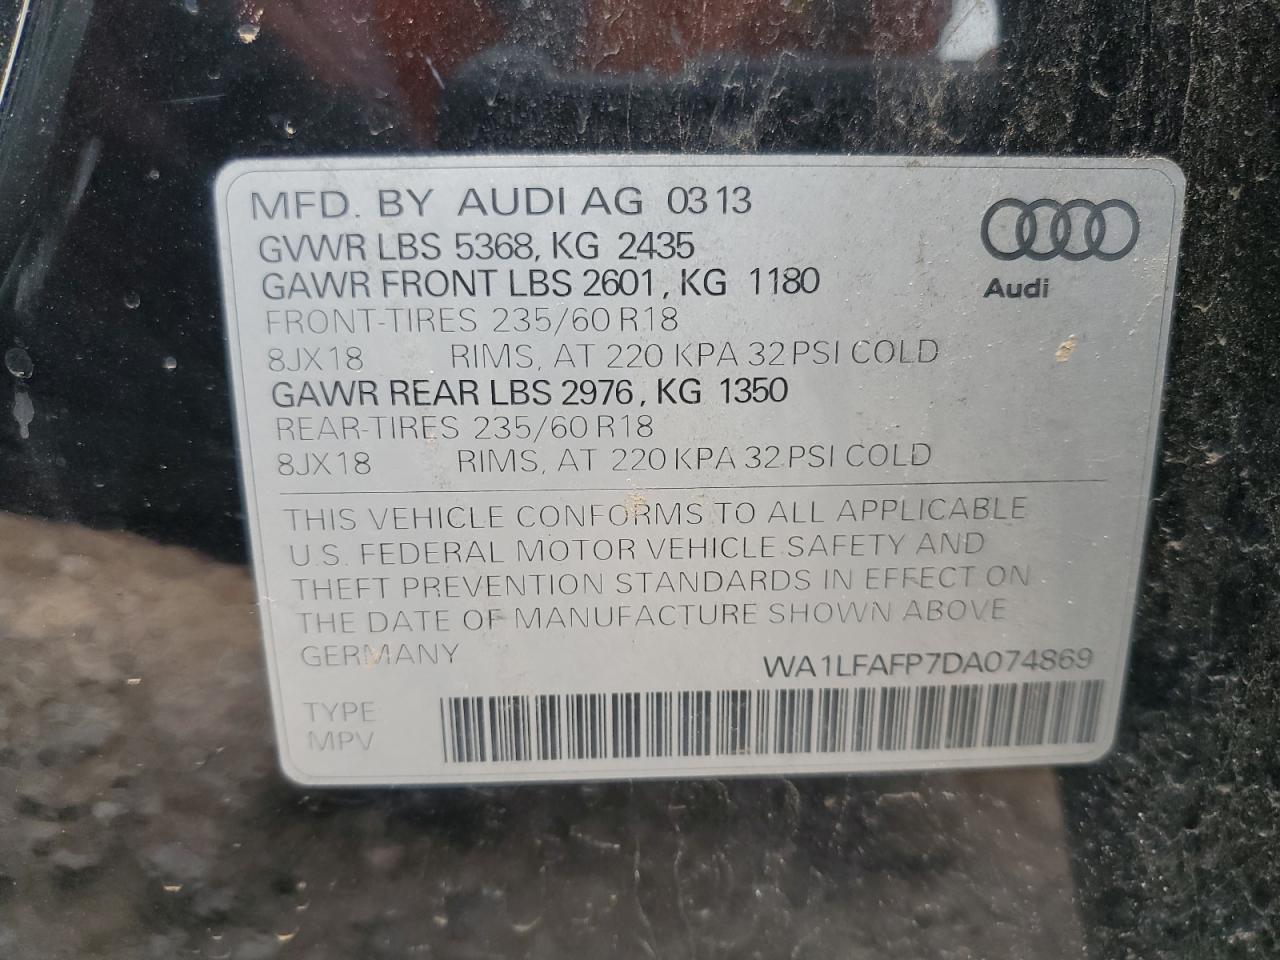 MFD. BY AUDI AG 0313
GVWR LBS 5368, KG 2435
GAWR FRONT LBS 2601, KG 1180
FRONT-TIRES 235/60 R18
8JX18 RIMS, AT 220 KPA 32 PSI COLD
GAWR REAR LBS 2976, KG 1350
REAR-TIRES 235/60 R18
8JX18 RIMS, AT 220 KPA 32 PSI COLD
Audi
THIS VEHICLE CONFORMS TO ALL APPLICABLE
U.S. FEDERAL MOTOR VEHICLE SAFETY AND
THEFT PREVENTION STANDARDS IN EFFECT ON
THE DATE OF MANUFACTURE SHOWN ABOVE
GERMANY WA1LFAFP7DA074869
TYPE
MPV